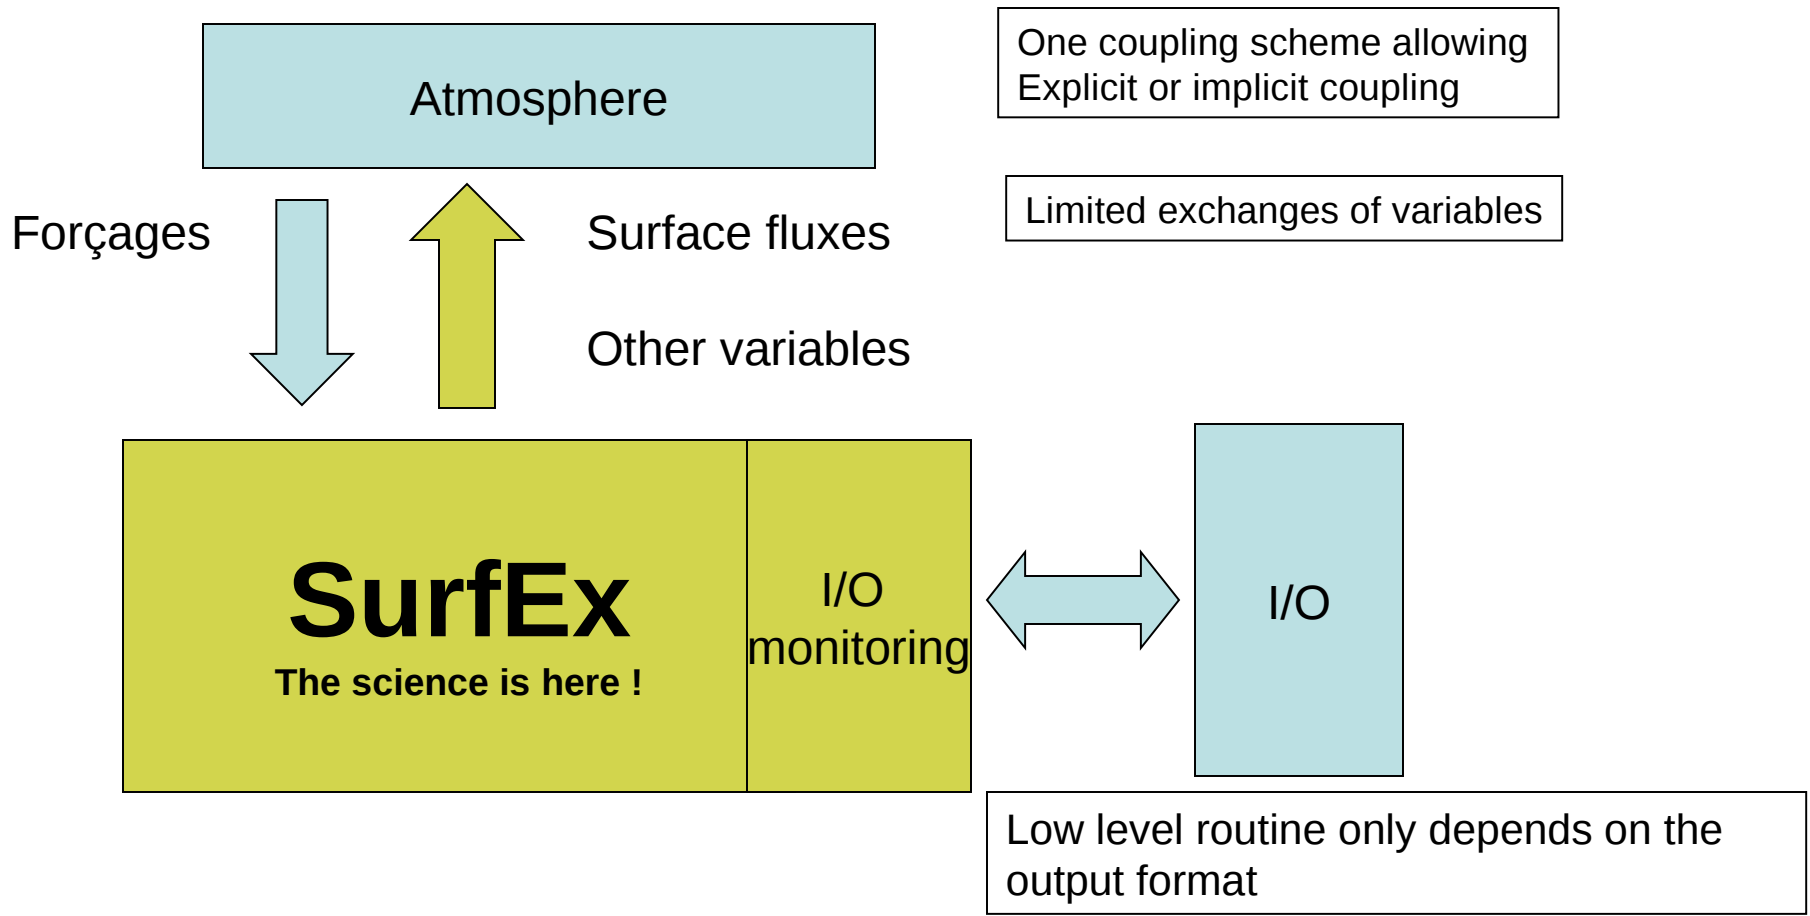 Atmosphere
One coupling scheme allowing
Explicit or implicit coupling
Limited exchanges of variables
Forçages
Surface fluxes
Other variables
SurfEx
The science is here !
I/O
monitoring
I/O
Low level routine only depends on the
output format